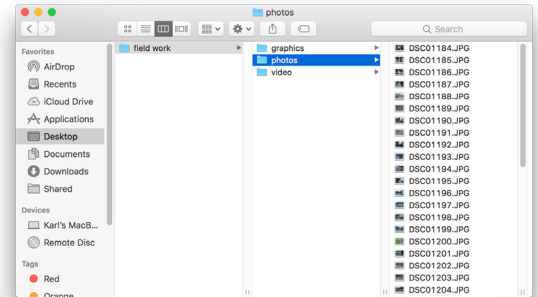 photos
Search
Favorites
AirDrop
Recents
iCloud Drive
Applications
Desktop
Documents
Downloads
Shared
Devices
Karl's MacB...
Remote Disc
Tags
Red
Orange
field work
graphics
photos
video
DSC01184.JPG
DSC01185.JPG
DSC01186.JPG
DSC01187.JPG
DSC01188.JPG
DSC01189.JPG
DSC01190.JPG
DSC01191.JPG
DSC01192.JPG
DSC01193.JPG
DSC01194.JPG
DSC01195.JPG
DSC01196.JPG
DSC01197.JPG
DSC01198.JPG
DSC01199.JPG
DSC01200.JPG
DSC01201.JPG
DSC01202.JPG
DSC01203.JPG
DSC01204.JPG